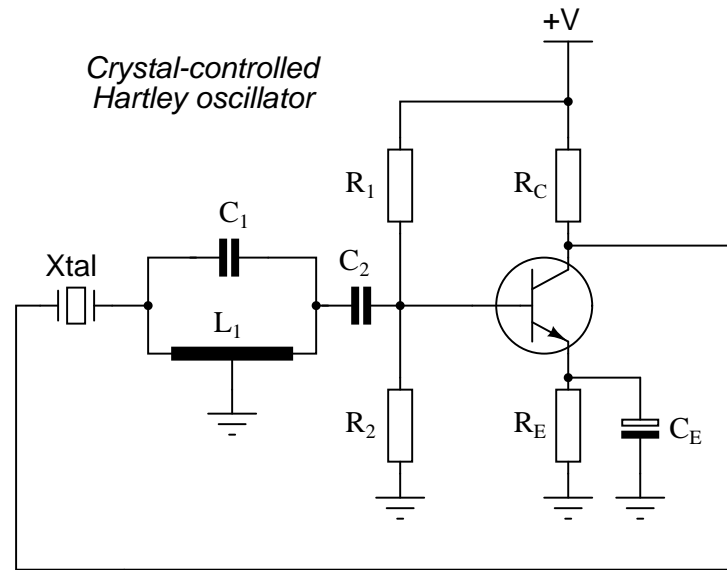 +V
Crystal-controlled
Hartley oscillator
R1
RC
C1
C2
Xtal
L1
R2
RE
CE